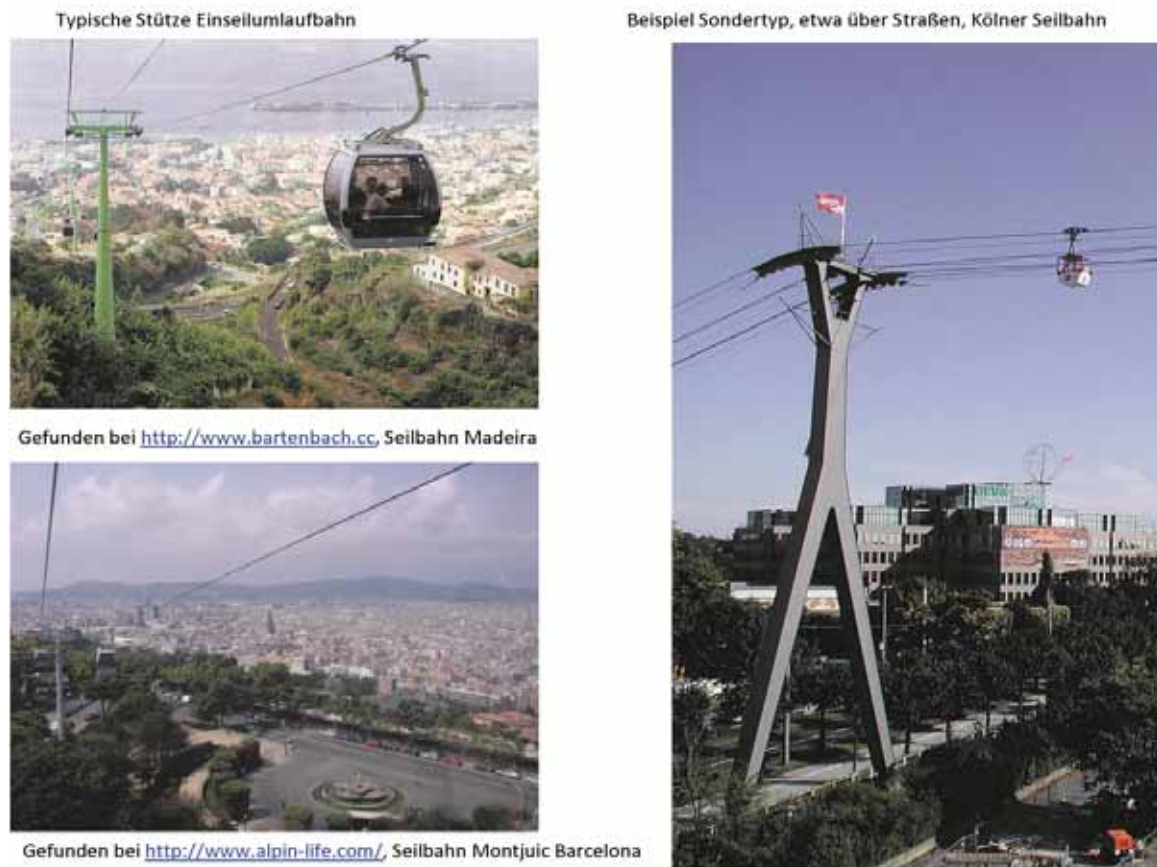 Typische Stütze Einseilumlaufbahn
Beispiel Sondertyp, etwa über Straßen, Kölner Seilbahn
Gefunden bei http://www.bartenbach.cc, Seilbahn Madeira
Gefunden bei http://www.alpin-life.com/, Seilbahn Montjuic Barcelona